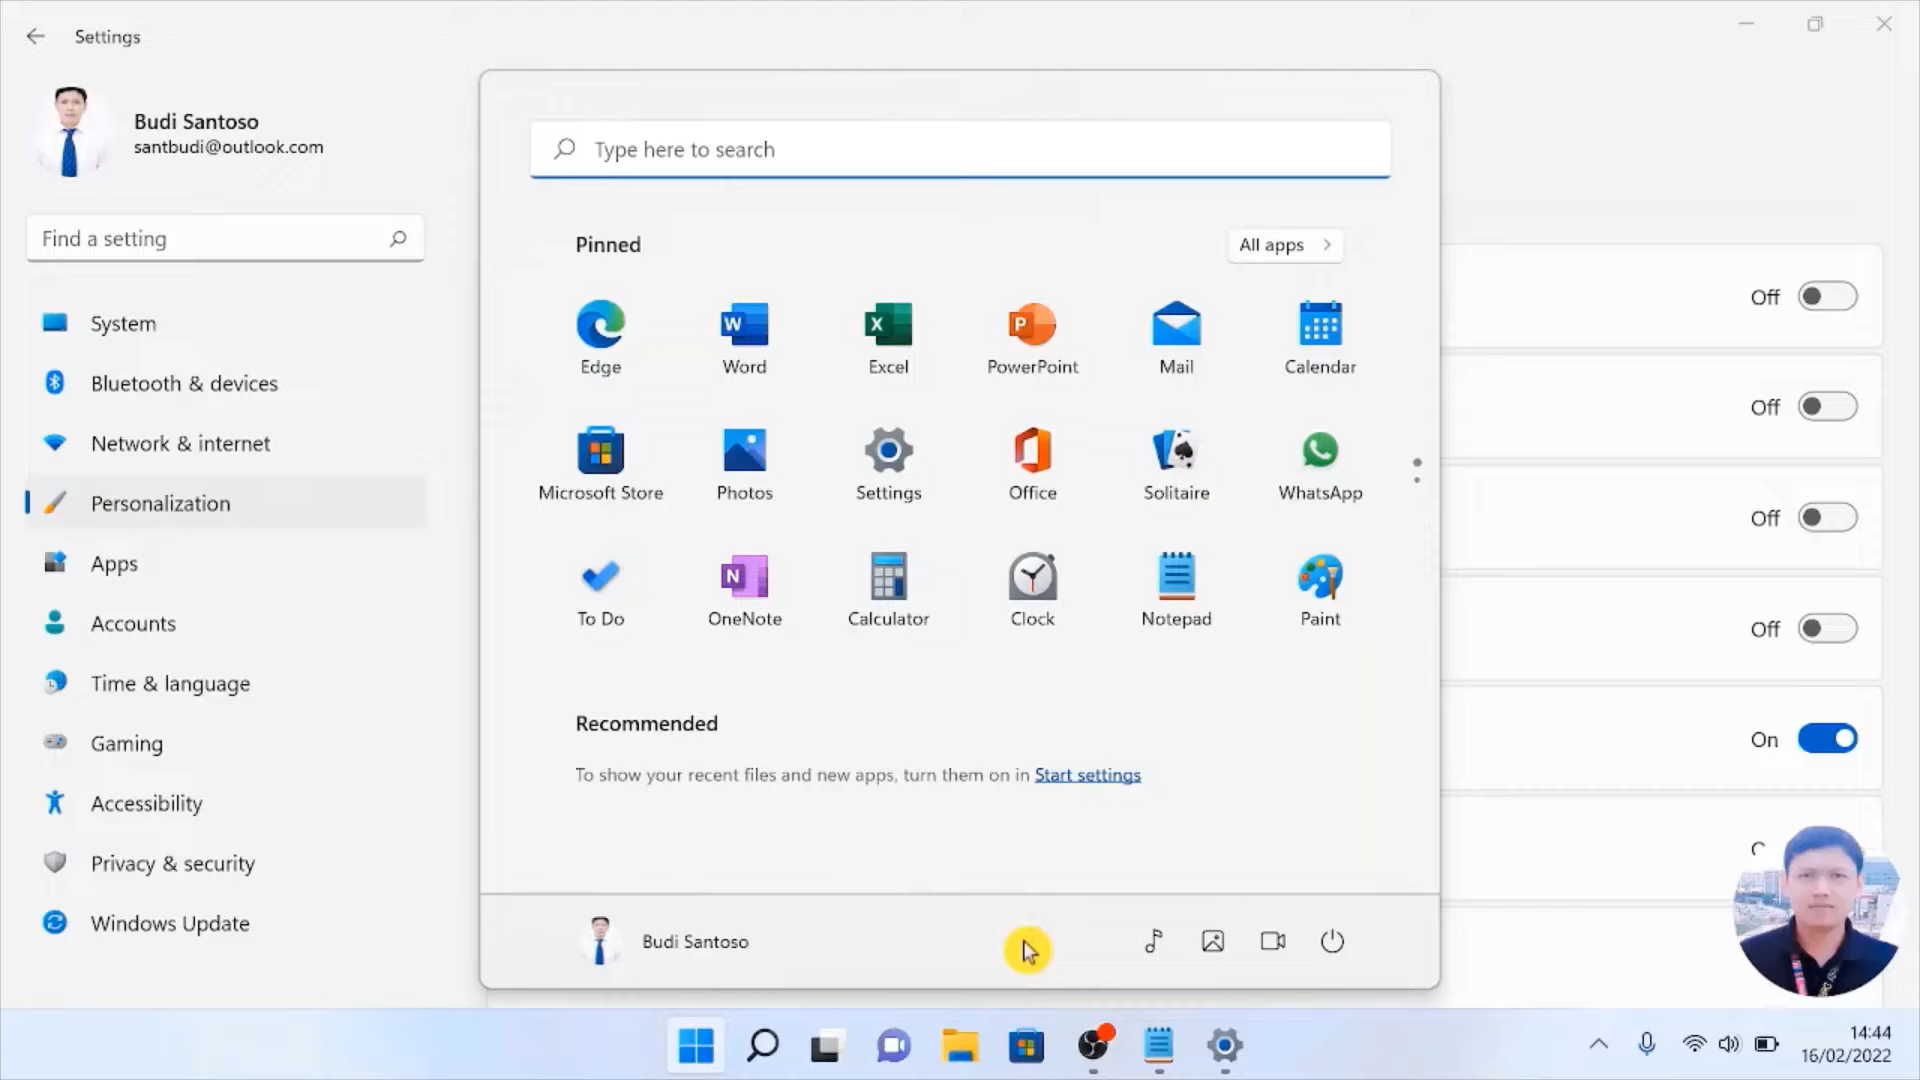 Settings
Budi Santoso
santbudi@outlook.com
Find a setting
System
Bluetooth & devices
Network & internet
Personalization
Apps
Accounts
Time & language
Gaming
Accessibility
Privacy & security
Windows Update
Type here to search
Pinned
All apps
Edge
Word
Excel
PowerPoint
Mail
Calendar
Microsoft Store
Photos
Settings
Office
Solitaire
WhatsApp
To Do
OneNote
Calculator
Clock
Notepad
Paint
Recommended
To show your recent files and new apps, turn them on in Start settings
Budi Santoso
Off
Off
Off
Off
On
14:44
16/02/2022